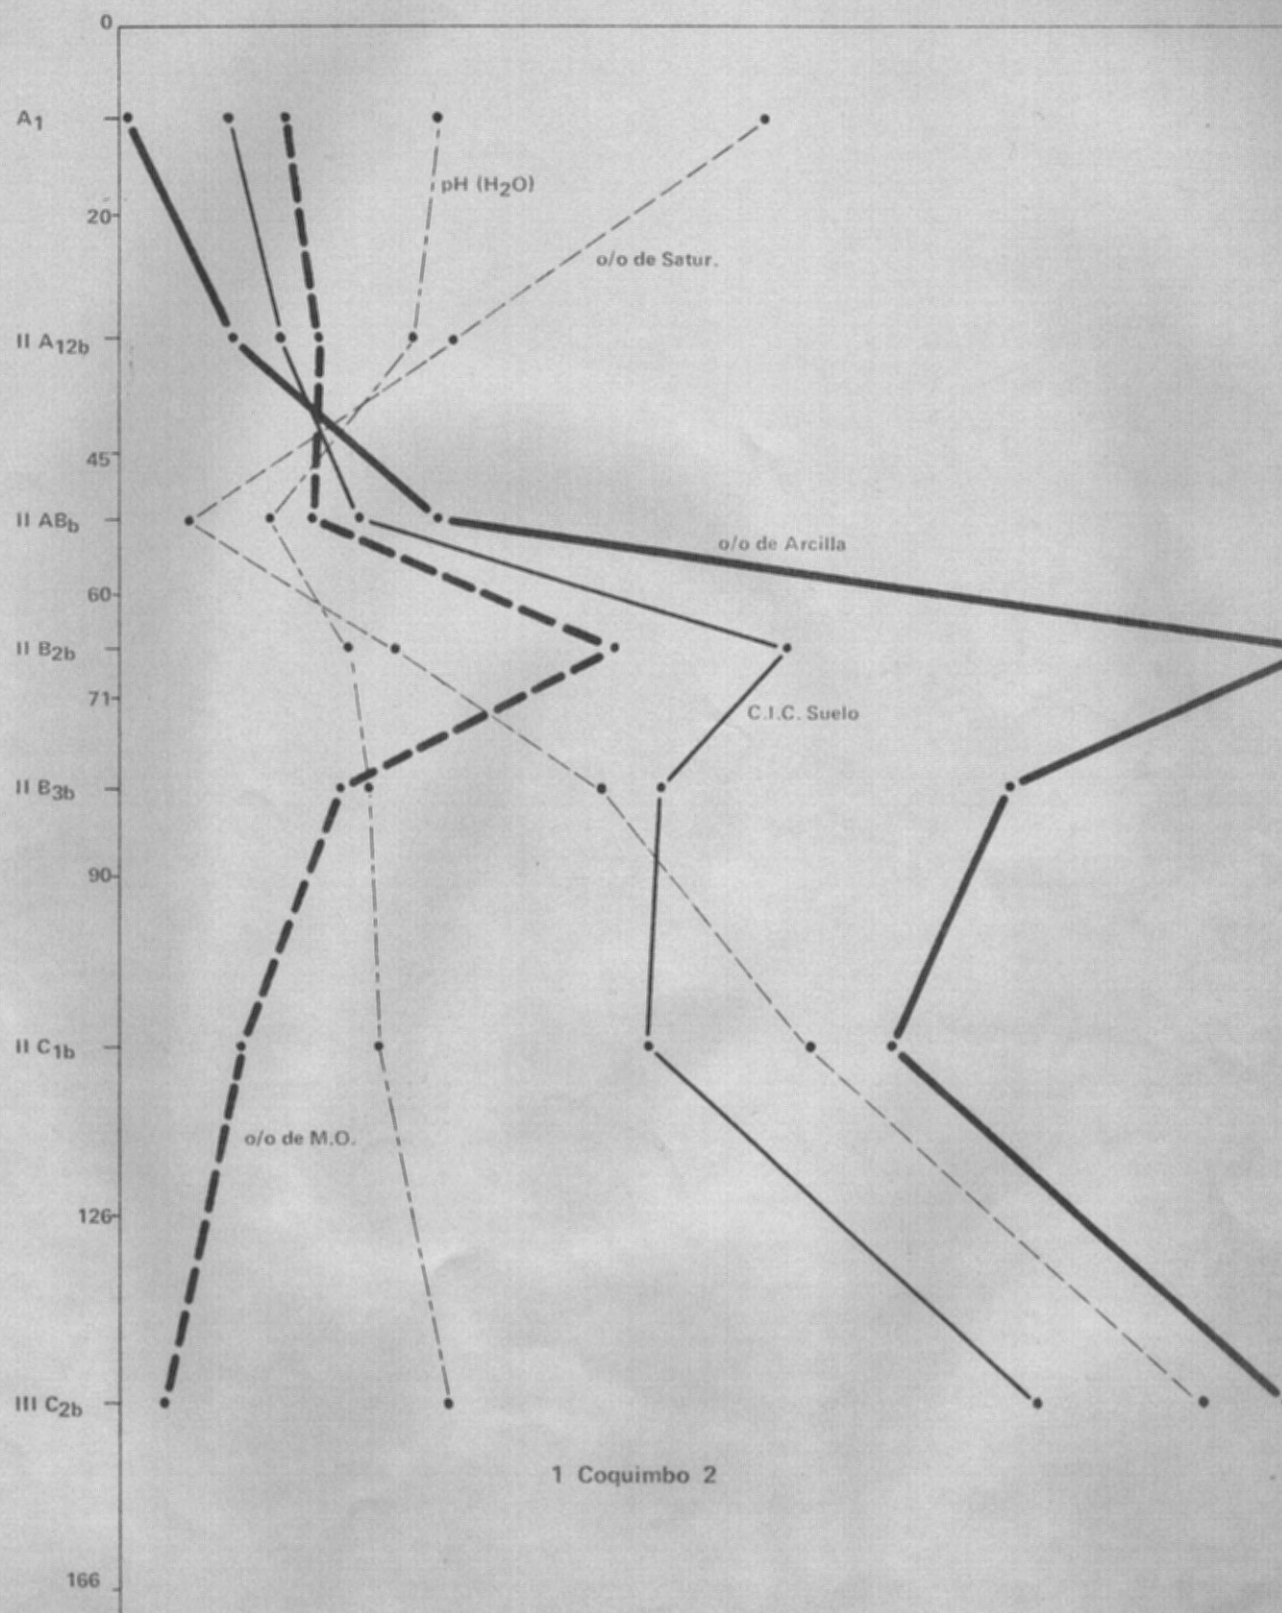 0
A1
pH (H2O)
20
o/o de Satur.
II A12b
45
II ABb
o/o de Arcilla
60
II B2b
71
C.I.C. Suelo
II B3b
90
II C1b
o/o de M.O.
126
III C2b
1 Coquimbo 2
166